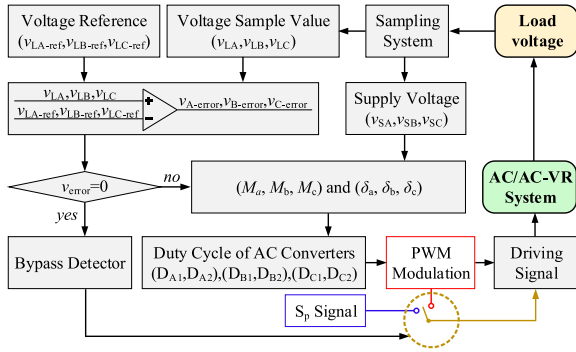 Voltage Reference
(vLA-ref,vLB-ref,vLC-ref)
Voltage Sample Value
(vLA,vLB,vLC)
Sampling
System
Load
voltage
vLA,vLB,vLC
vLA-ref,vLB-ref,vLC-ref
+
−
vA-error,vB-error,vC-error
Supply Voltage
(vSA,vSB,vSC)
verror=0
no
yes
(Ma, Mb, Mc) and (δa, δb, δc)
AC/AC-VR
System
Bypass Detector
Duty Cycle of AC Converters
(DA1,DA2),(DB1,DB2),(DC1,DC2)
PWM
Modulation
Driving
Signal
Sp Signal